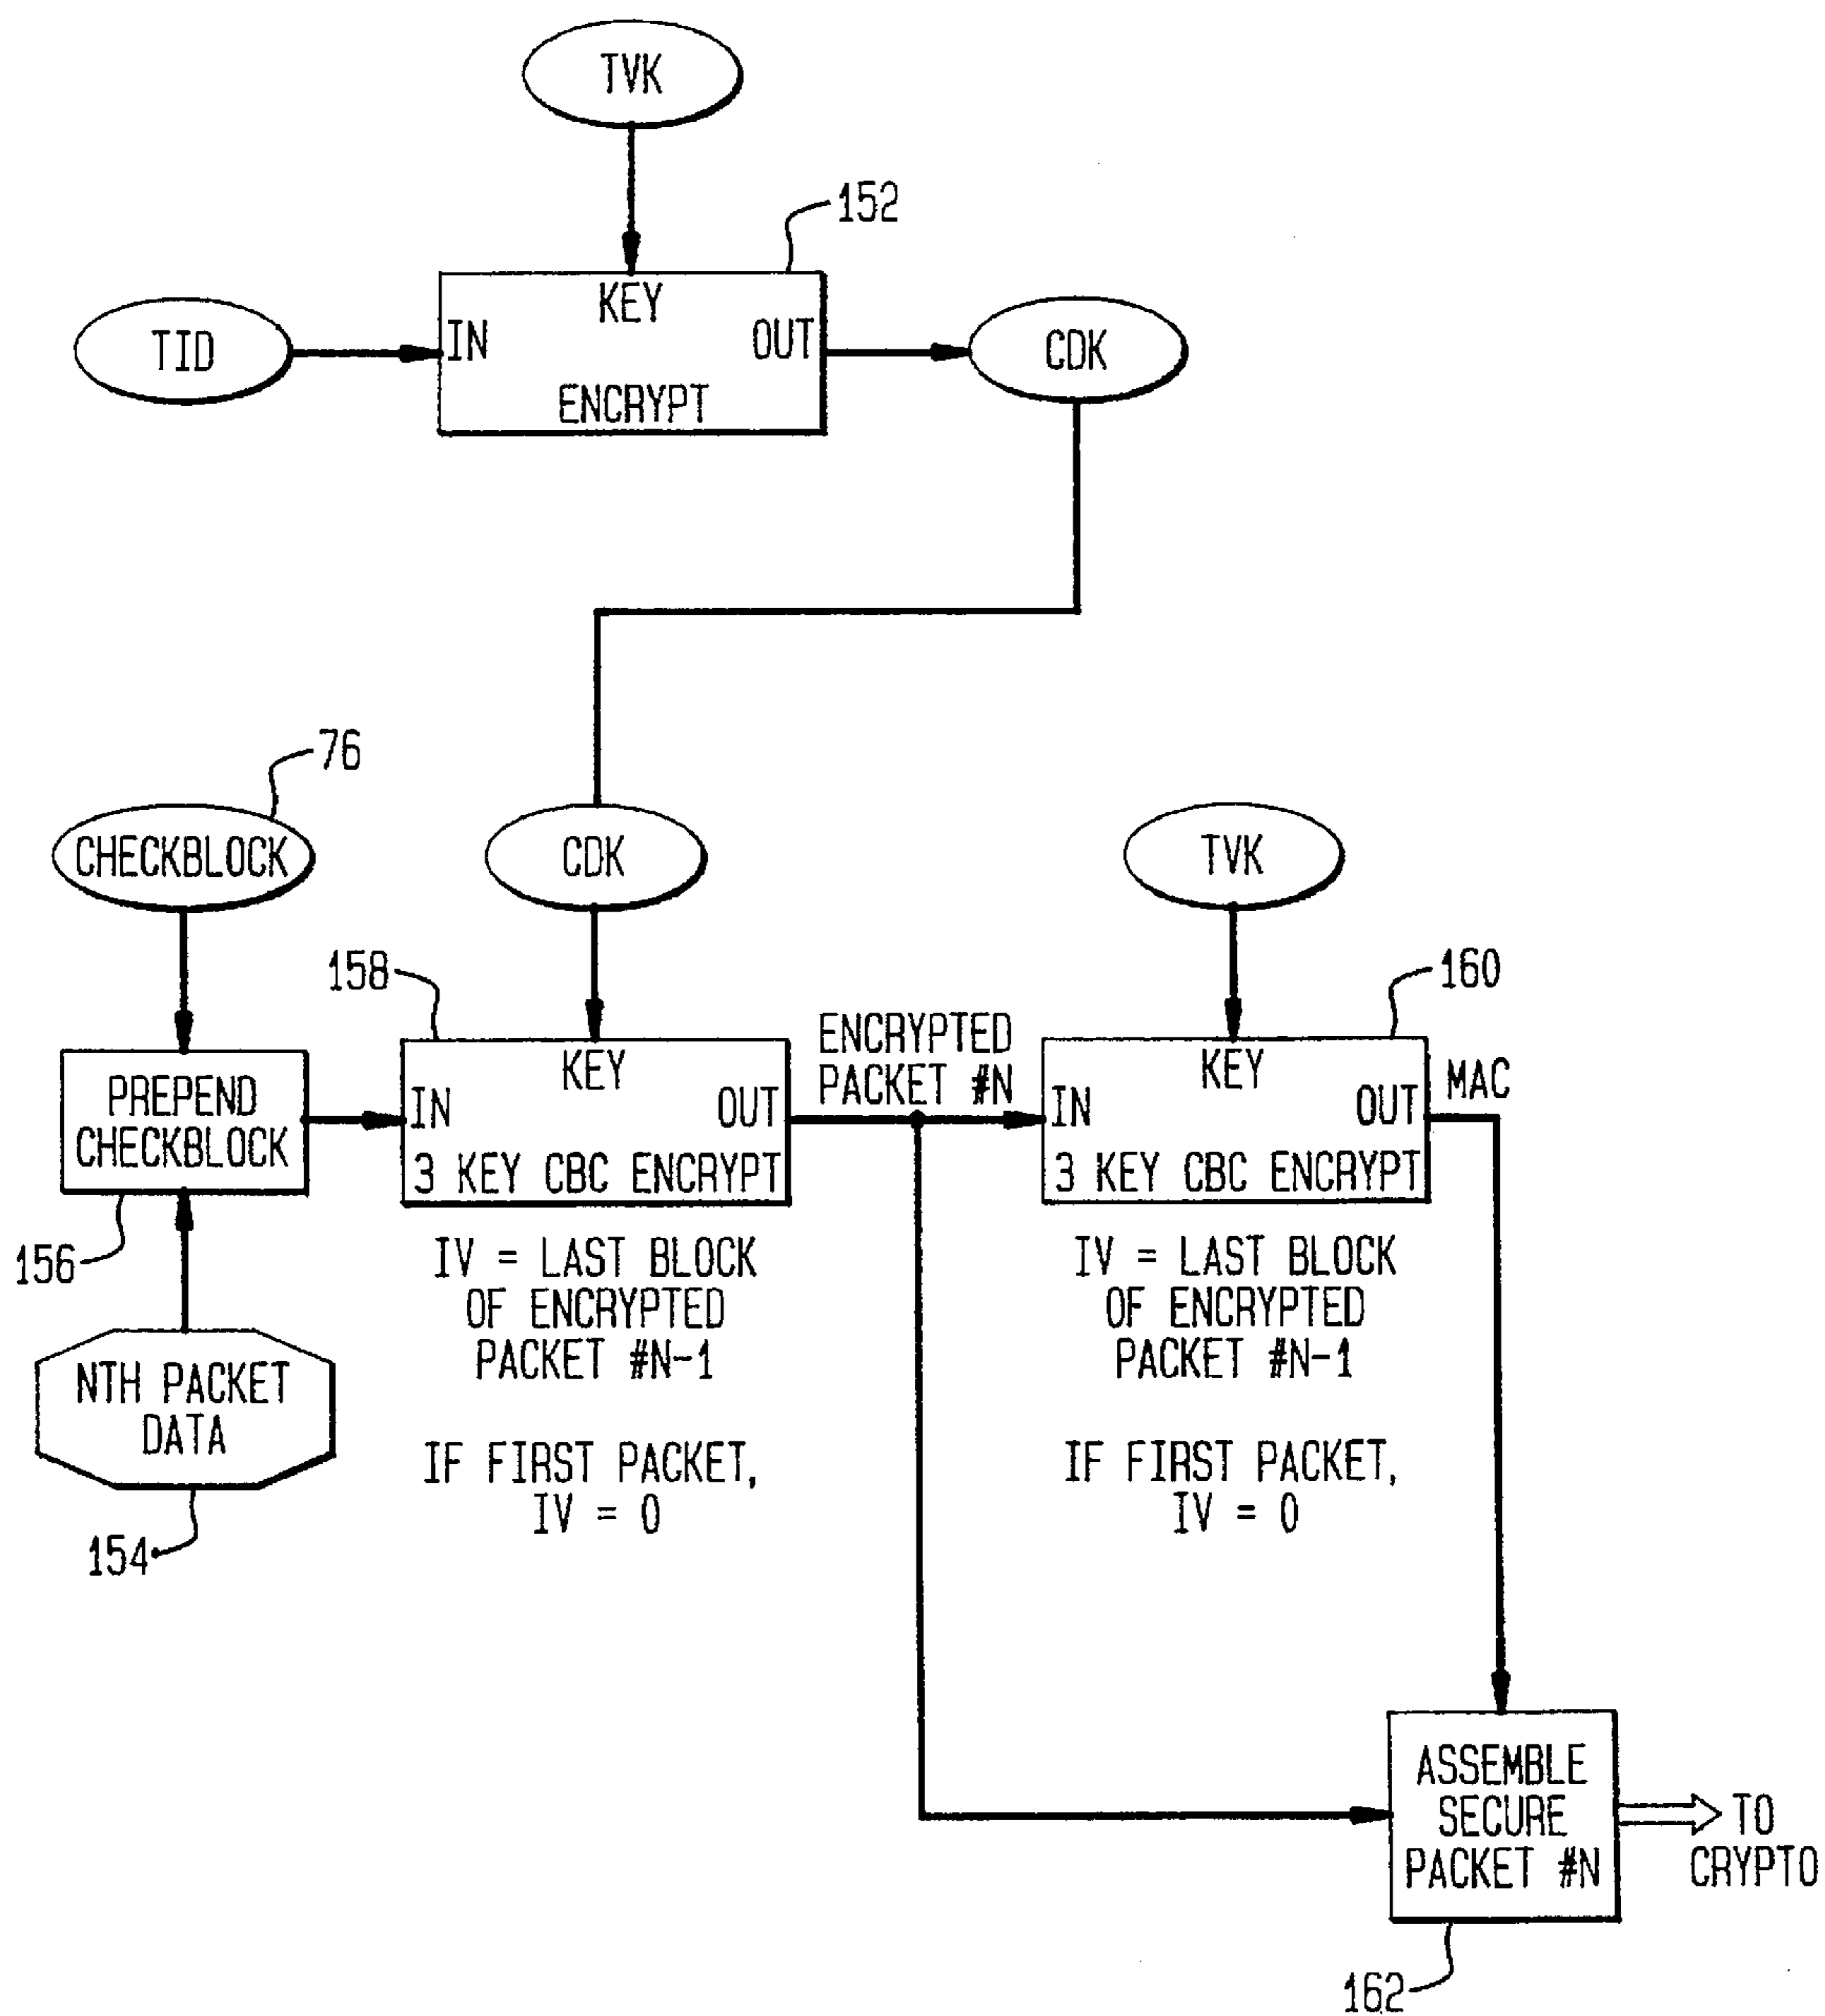 TVK
152
KEY
IN
OUT
ENCRYPT
TID
CDK
76
CHECKBLOCK
CDK
TVK
158
160
PREPEND
CHECKBLOCK
156
KEY
IN
OUT
3 KEY CBC ENCRYPT
ENCRYPTED
PACKET #N
KEY
IN
OUT
3 KEY CBC ENCRYPT
MAC
IV = LAST BLOCK
OF ENCRYPTED
PACKET #N-1
IF FIRST PACKET,
IV = 0
IV = LAST BLOCK
OF ENCRYPTED
PACKET #N-1
IF FIRST PACKET,
IV = 0
NTH PACKET
DATA
154
ASSEMBLE
SECURE
PACKET #N
TO
CRYPTO
162